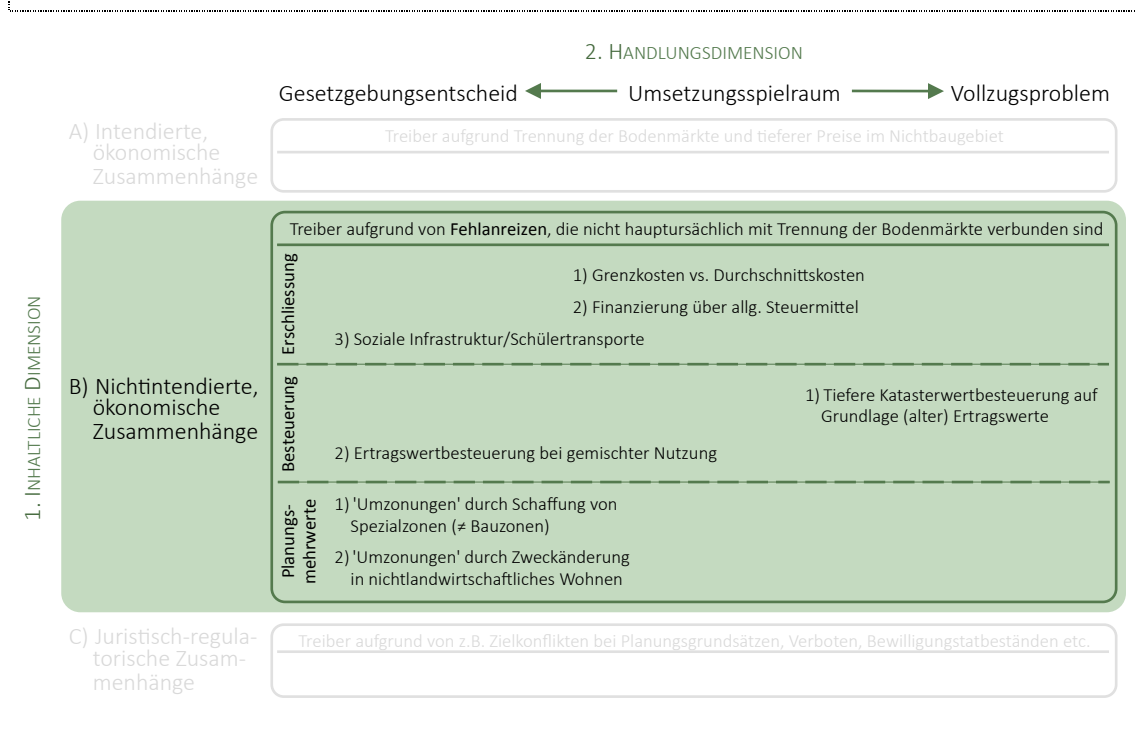 2. Handlungsdimension
Gesetzgebungsentscheid Umsetzungsspielraum Vollzugsproblem
A) Intendierte,
ökonomische
Zusammenhänge
Treiber aufgrund Trennung der Bodenmärkte und tieferer Preise im Nichtbaugebiet
1. Inhaltliche Dimension
B) Nichtintendierte,
ökonomische
Zusammenhänge
Treiber aufgrund von Fehlanreizen, die nicht hauptursächlich mit Trennung der Bodenmärkte verbunden sind
Erschliessung
1) Grenzkosten vs. Durchschnittskosten
2) Finanzierung über allg. Steuermittel
3) Soziale Infrastruktur/Schülertransporte
Besteuerung
1) Tiefere Katasterwertbesteuerung auf
Grundlage (alter) Ertragswerte
2) Ertragswertbesteuerung bei gemischter Nutzung
Planungs-
mehrwerte
1) 'Umzonungen' durch Schaffung von
Spezialzonen (≠ Bauzonen)
2) 'Umzonungen' durch Zweckänderung
in nichtlandwirtschaftliches Wohnen
C) Juristisch-regula-
torische Zusam-
menhänge
Treiber aufgrund von z.B. Zielkonflikten bei Planungsgrundsätzen, Verboten, Bewilligungstatbeständen etc.